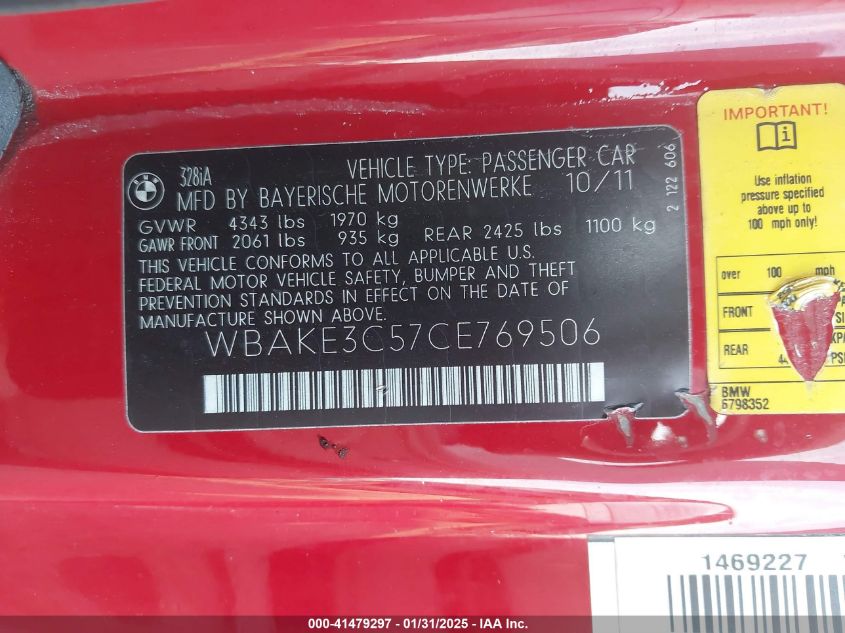 BMW
328iA VEHICLE TYPE: PASSENGER CAR
MFD BY BAYERISCHE MOTORENWERKE 10/11
GVWR 4343 lbs 1970 kg
GAWR FRONT 2061 lbs 935 kg REAR 2425 lbs 1100 kg
THIS VEHICLE CONFORMS TO ALL APPLICABLE U.S.
FEDERAL MOTOR VEHICLE SAFETY, BUMPER AND THEFT
PREVENTION STANDARDS IN EFFECT ON THE DATE OF
MANUFACTURE SHOWN ABOVE.
WBAKE3C57CE769506
2 122 606
IMPORTANT!
i
Use inflation
pressure specified
above up to
100 mph only!
over 100 mph
FRONT
REAR
BMW
6798352
1469227
000-41479297 - 01/31/2025 - IAA Inc.